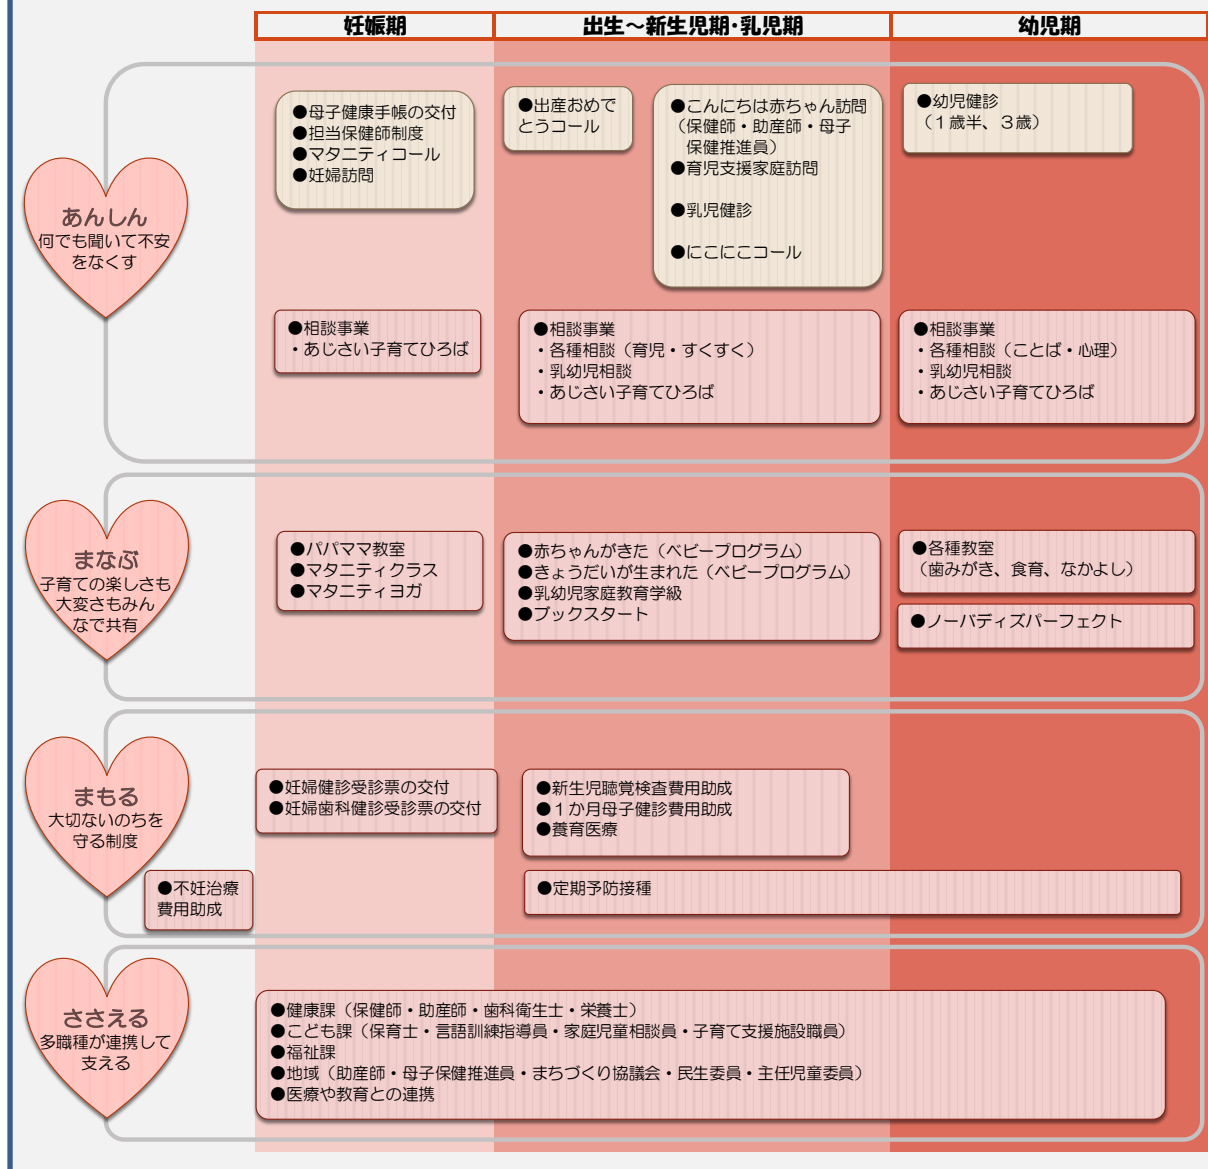 妊娠期
出生～新生児期・乳児期
幼児期
あんしん
何でも聞いて不安
をなくす
●母子健康手帳の交付
●担当保健師制度
●マタニティコール
●妊婦訪問
●出産おめで
とうコール
●こんにちは赤ちゃん訪問
（保健師・助産師・母子
保健推進員）
●育児支援家庭訪問
●乳児健診
●にこにこコール
●幼児健診
（１歳半、３歳）
●相談事業
・あじさい子育てひろば
●相談事業
・各種相談（育児・すくすく）
・乳幼児相談
・あじさい子育てひろば
●相談事業
・各種相談（ことば・心理）
・乳幼児相談
・あじさい子育てひろば
まなぶ
子育ての楽しさも
大変さもみん
なで共有
●パパママ教室
●マタニティクラス
●マタニティヨガ
●赤ちゃんがきた（ベビープログラム）
●きょうだいが生まれた（ベビープログラム）
●乳幼児家庭教育学級
●ブックスタート
●各種教室
（歯みがき、食育、なかよし）
●ノーバディズパーフェクト
まもる
大切ないのちを
守る制度
●不妊治療
費用助成
●妊婦健診受診票の交付
●妊婦歯科健診受診票の交付
●新生児聴覚検査費用助成
●１か月母子健診費用助成
●養育医療
●定期予防接種
ささえる
多職種が連携して
支える
●健康課（保健師・助産師・歯科衛生士・栄養士）
●こども課（保育士・言語訓練指導員・家庭児童相談員・子育て支援施設職員）
●福祉課
●地域（助産師・母子保健推進員・まちづくり協議会・民生委員・主任児童委員）
●医療や教育との連携